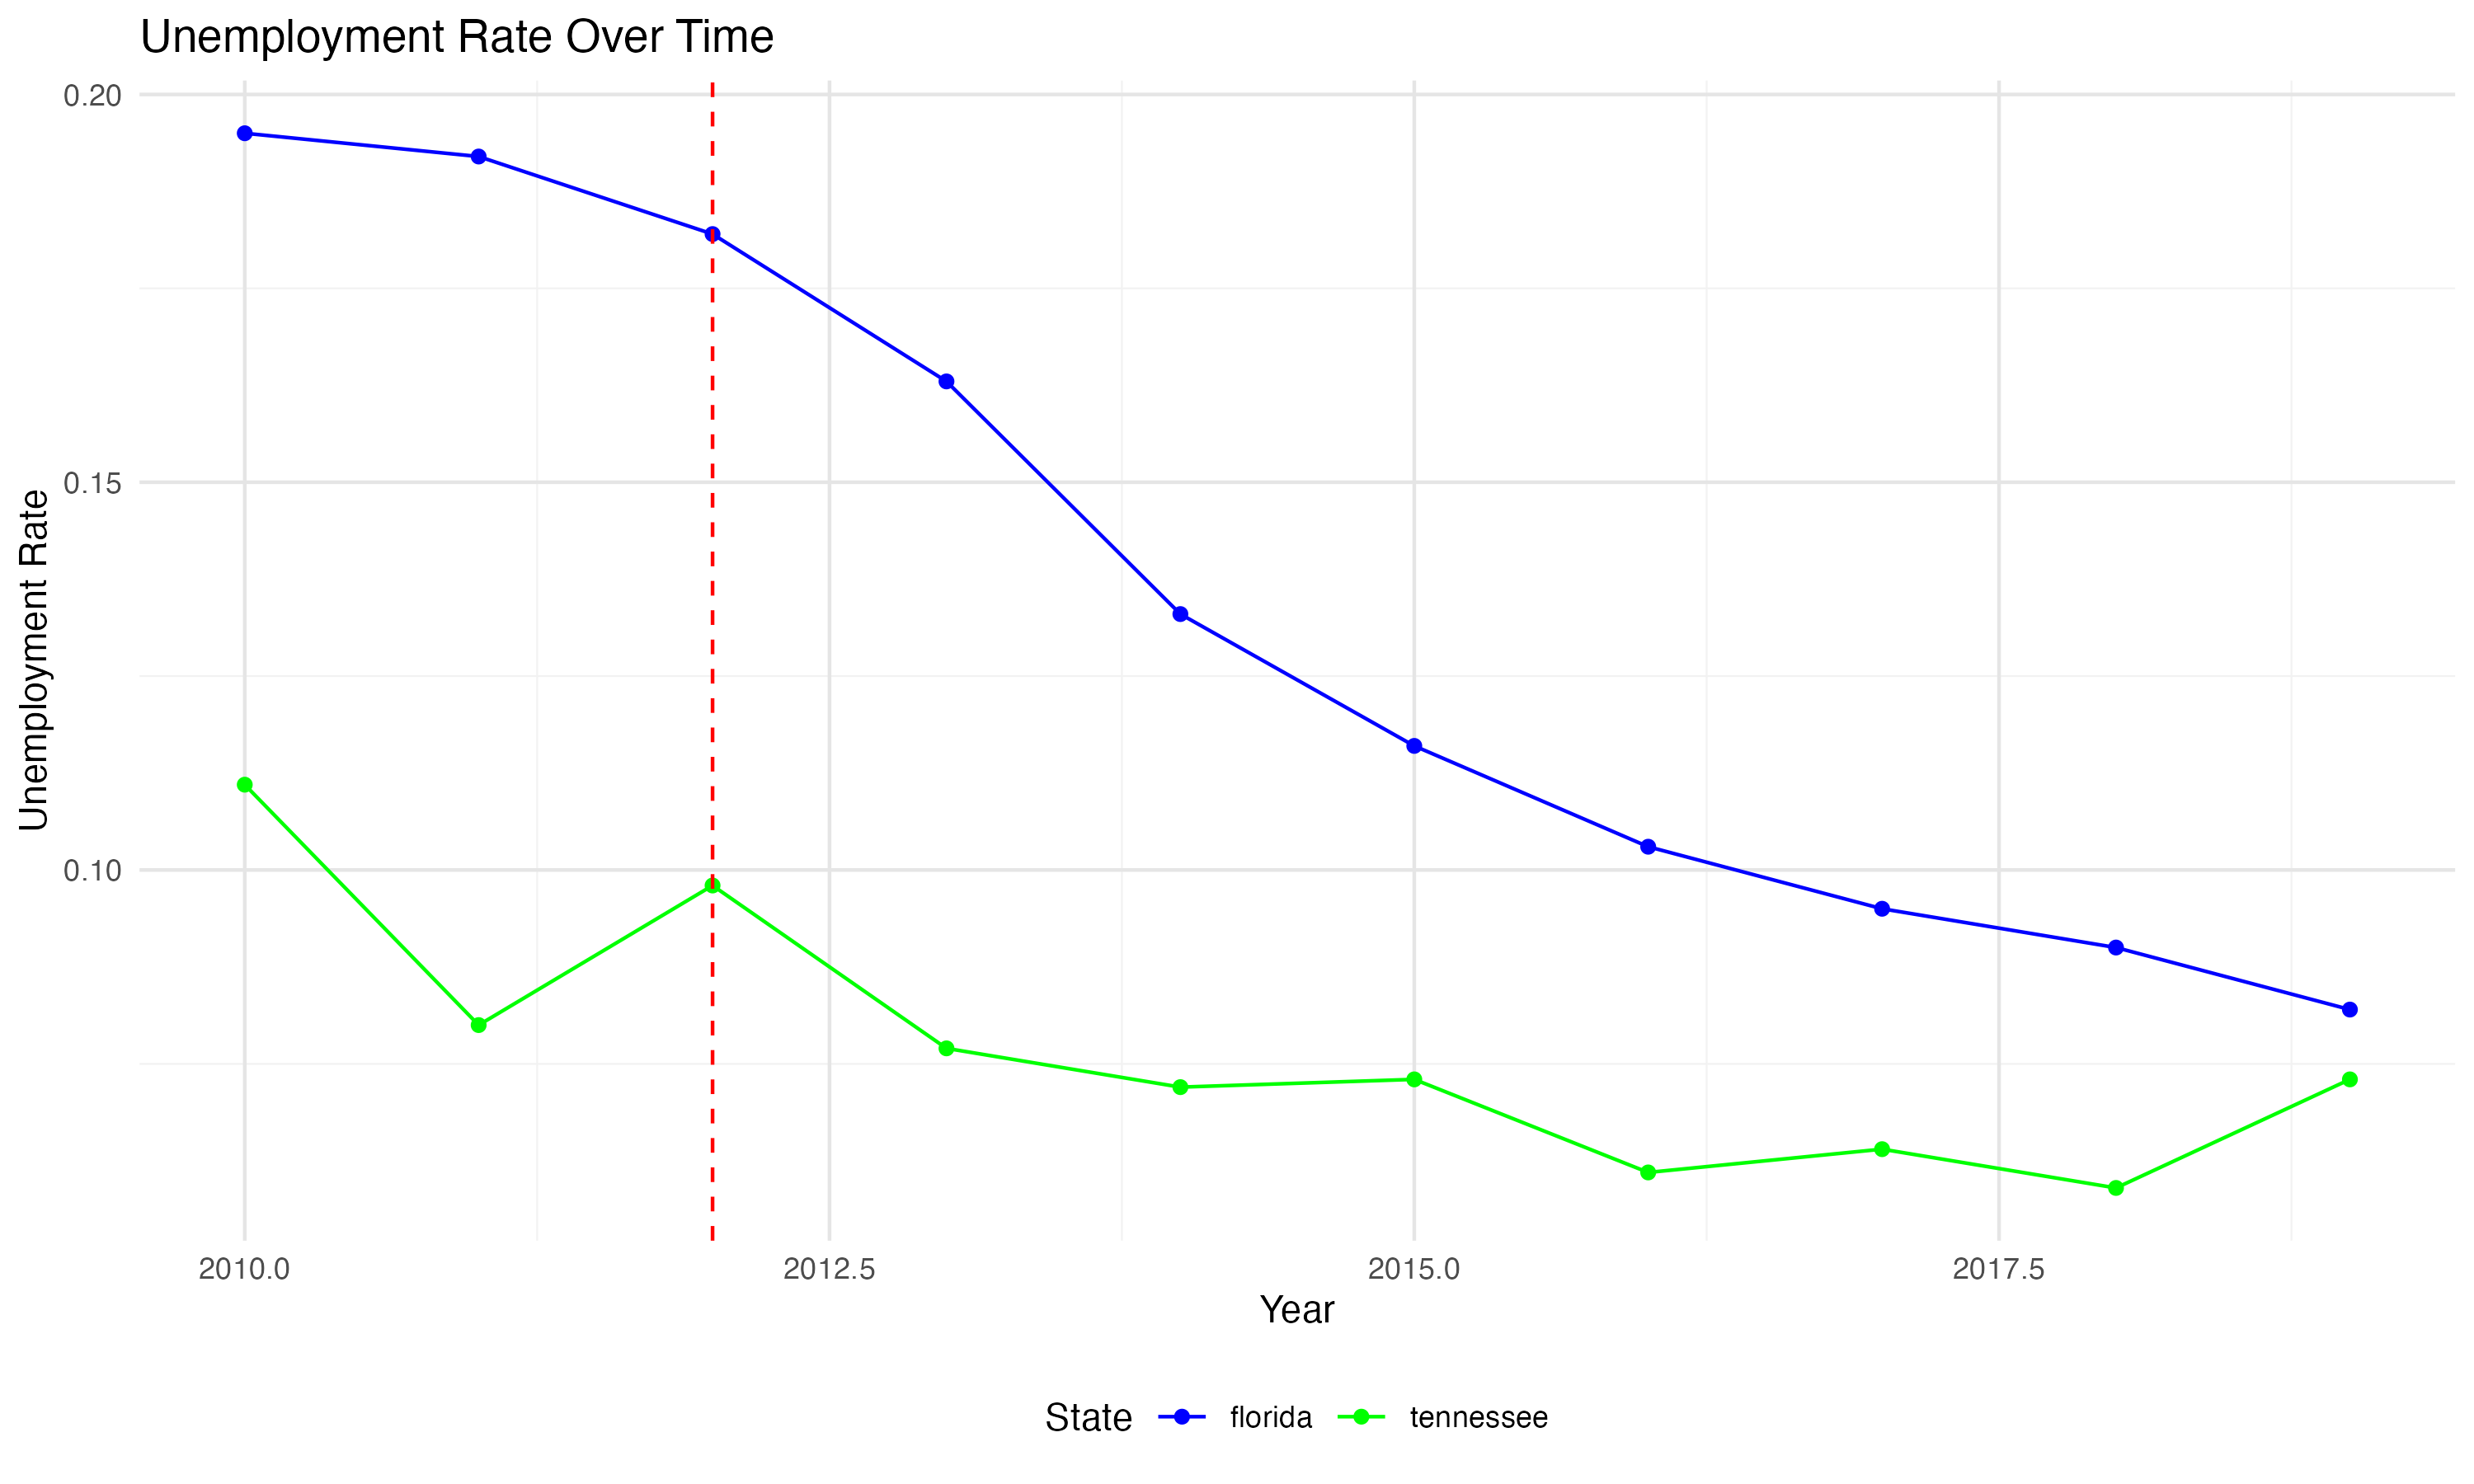 Unemployment Rate Over Time
0.20
0.15
0.10
Unemployment Rate
2010.0 2012.5 2015.0 2017.5
Year
State florida tennessee